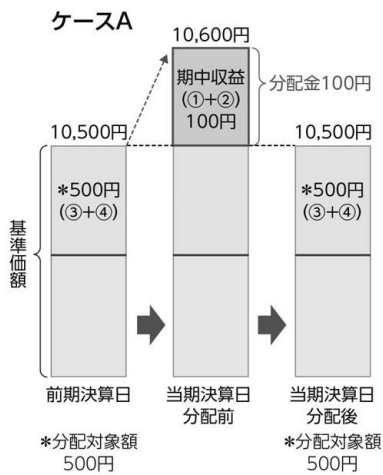 ケースA
10,600円
期中収益
(①+②)
100円
分配金100円
10,500円
10,500円
*500円
(③+④)
*500円
(③+④)
基準価額
前期決算日
当期決算日
分配前
当期決算日
分配後
*分配対象額
500円
*分配対象額
500円